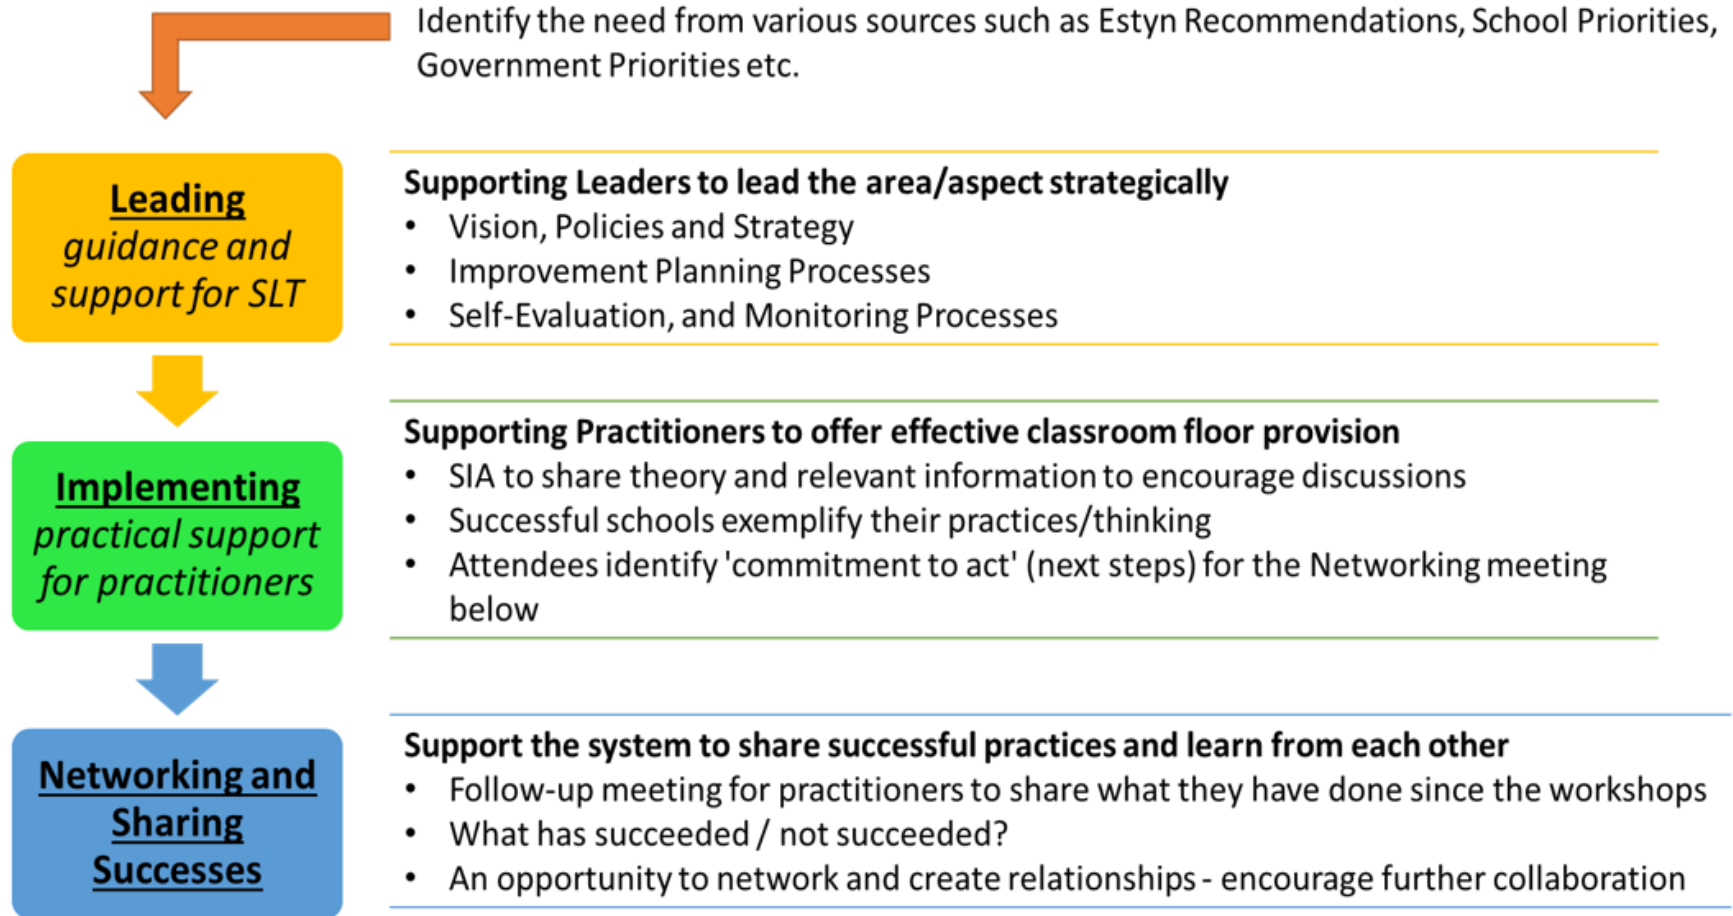 Identify the need from various sources such as Estyn Recommendations, School Priorities,
Government Priorities etc.
Leading
guidance and
support for SLT
Supporting Leaders to lead the area/aspect strategically
• Vision, Policies and Strategy
• Improvement Planning Processes
• Self-Evaluation, and Monitoring Processes
Implementing
practical support
for practitioners
Supporting Practitioners to offer effective classroom floor provision
• SIA to share theory and relevant information to encourage discussions
• Successful schools exemplify their practices/thinking
• Attendees identify 'commitment to act' (next steps) for the Networking meeting
below
Networking and
Sharing
Successes
Support the system to share successful practices and learn from each other
• Follow-up meeting for practitioners to share what they have done since the workshops
• What has succeeded / not succeeded?
• An opportunity to network and create relationships - encourage further collaboration